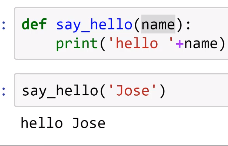 : def say_hello(name):
    print('hello '+name)
: say_hello('Jose')
hello Jose